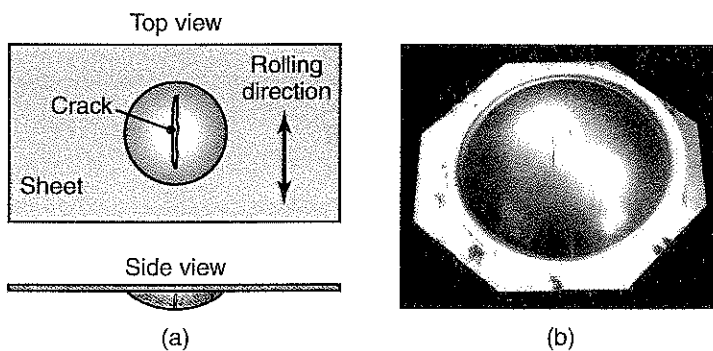 Top view
Rolling
direction
Crack
Sheet
Side view
(a)
(b)